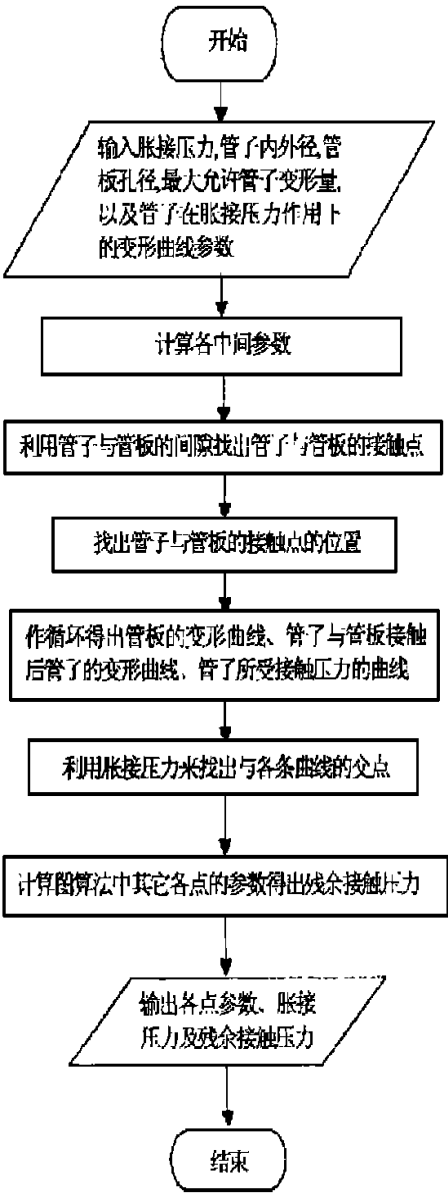 开始
输入胀接压力,管子内外径,管
板孔径,最大允许管子变形量,
以及管子在胀接压力作用下
的变形曲线参数
计算各中间参数
利用管子与管板的间隙找出管子与管板的接触点
找出管子与管板的接触点的位置
作循环得出管板的变形曲线、管子与管板接触
后管子的变形曲线、管子所受接触压力的曲线
利用胀接压力来找出与各条曲线的交点
计算图算法中其它各点的参数得出残余接触压力
输出各点参数、胀接
压力及残余接触压力
结束